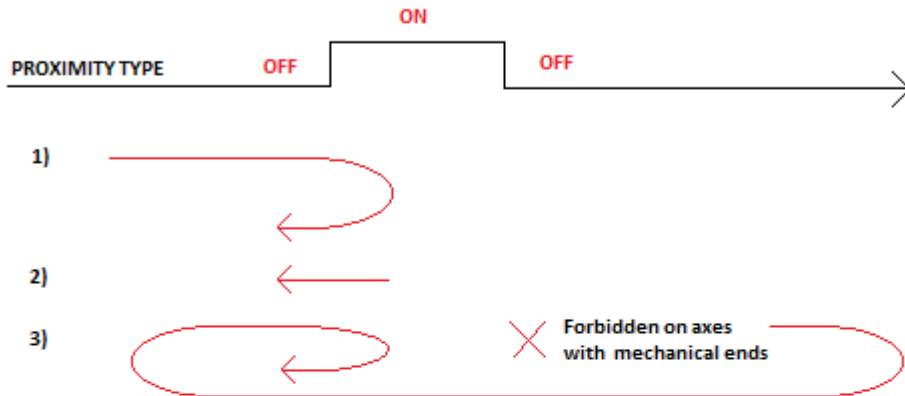 ON
PROXIMITY TYPE OFF OFF
1)
2)
3) Forbidden on axes
with mechanical ends